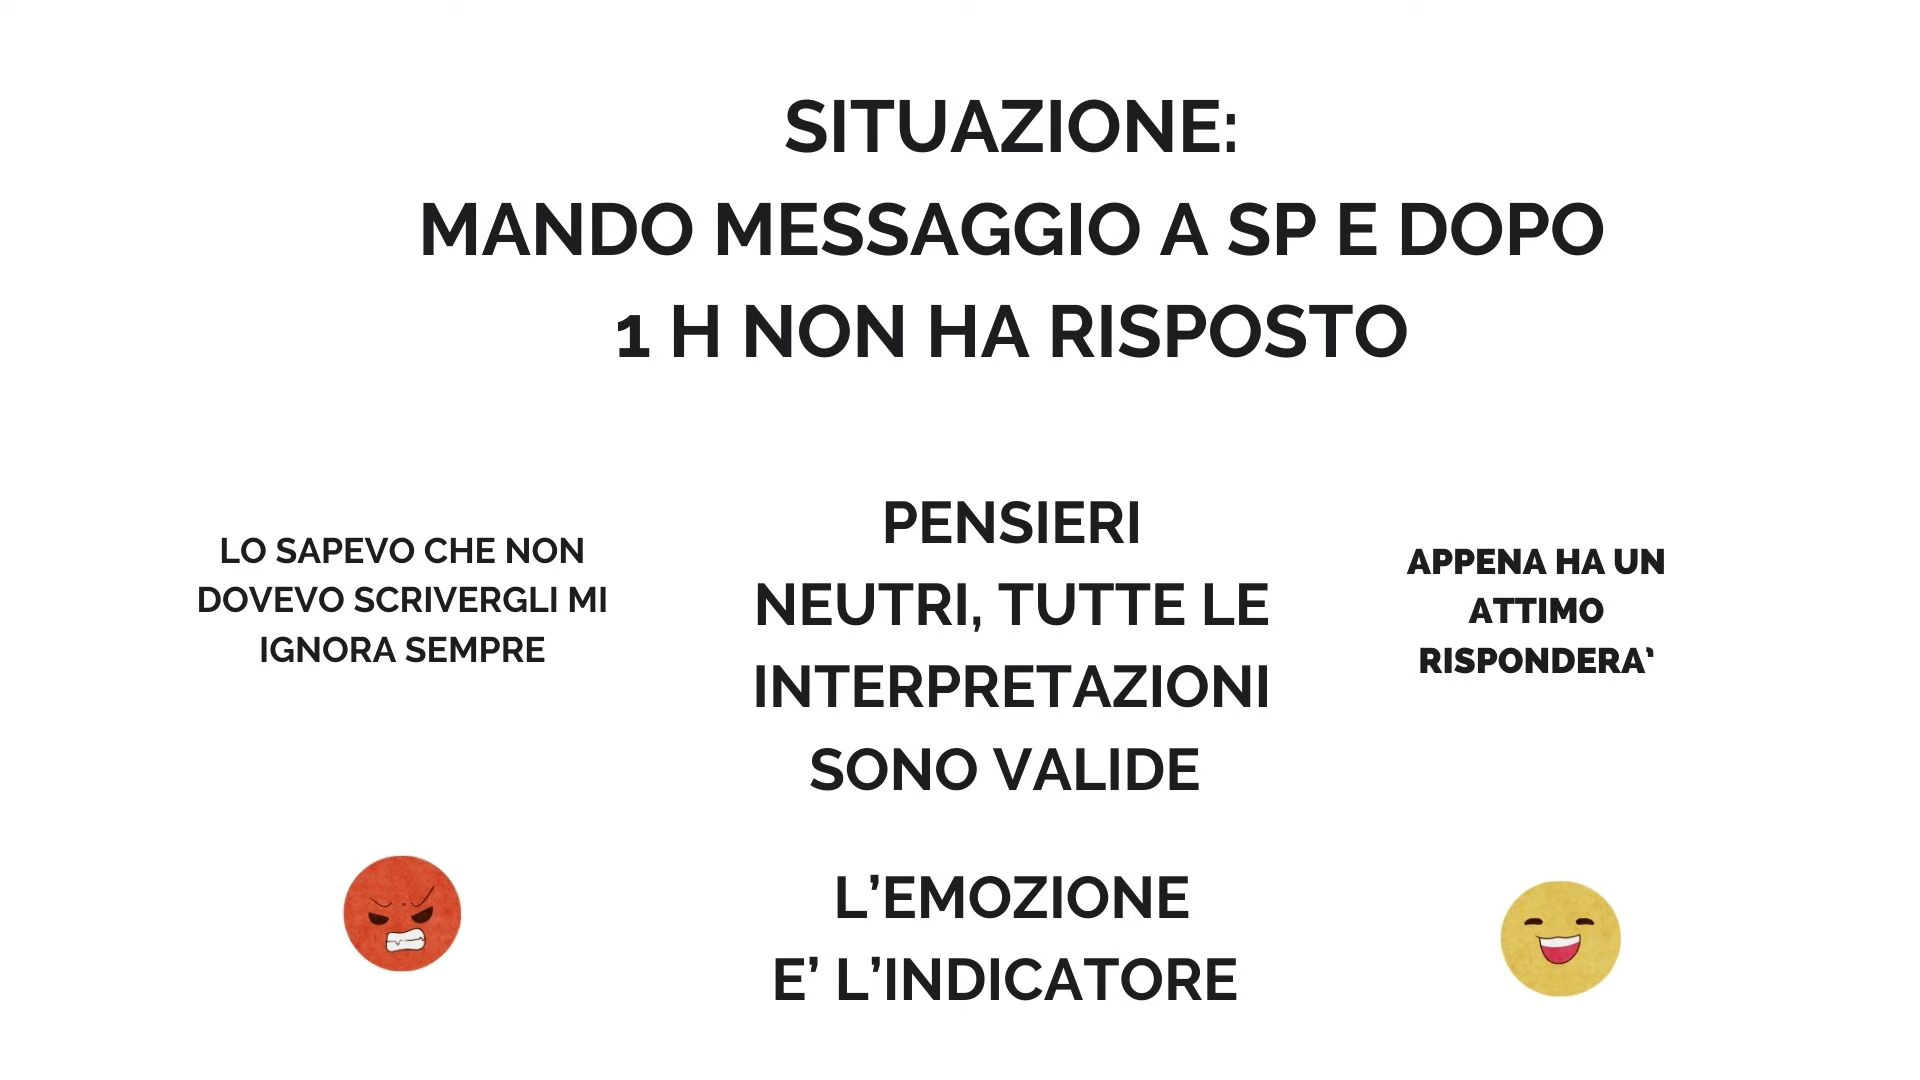 SITUAZIONE:
MANDO MESSAGGIO A SP E DOPO
1 H NON HA RISPOSTO
LO SAPEVO CHE NON
DOVEVO SCRIVERGLI MI
IGNORA SEMPRE
PENSIERI
NEUTRI, TUTTE LE
INTERPRETAZIONI
SONO VALIDE
APPENA HA UN
ATTIMO
RISPONDERA‛
L’EMOZIONE
E’ L’INDICATORE